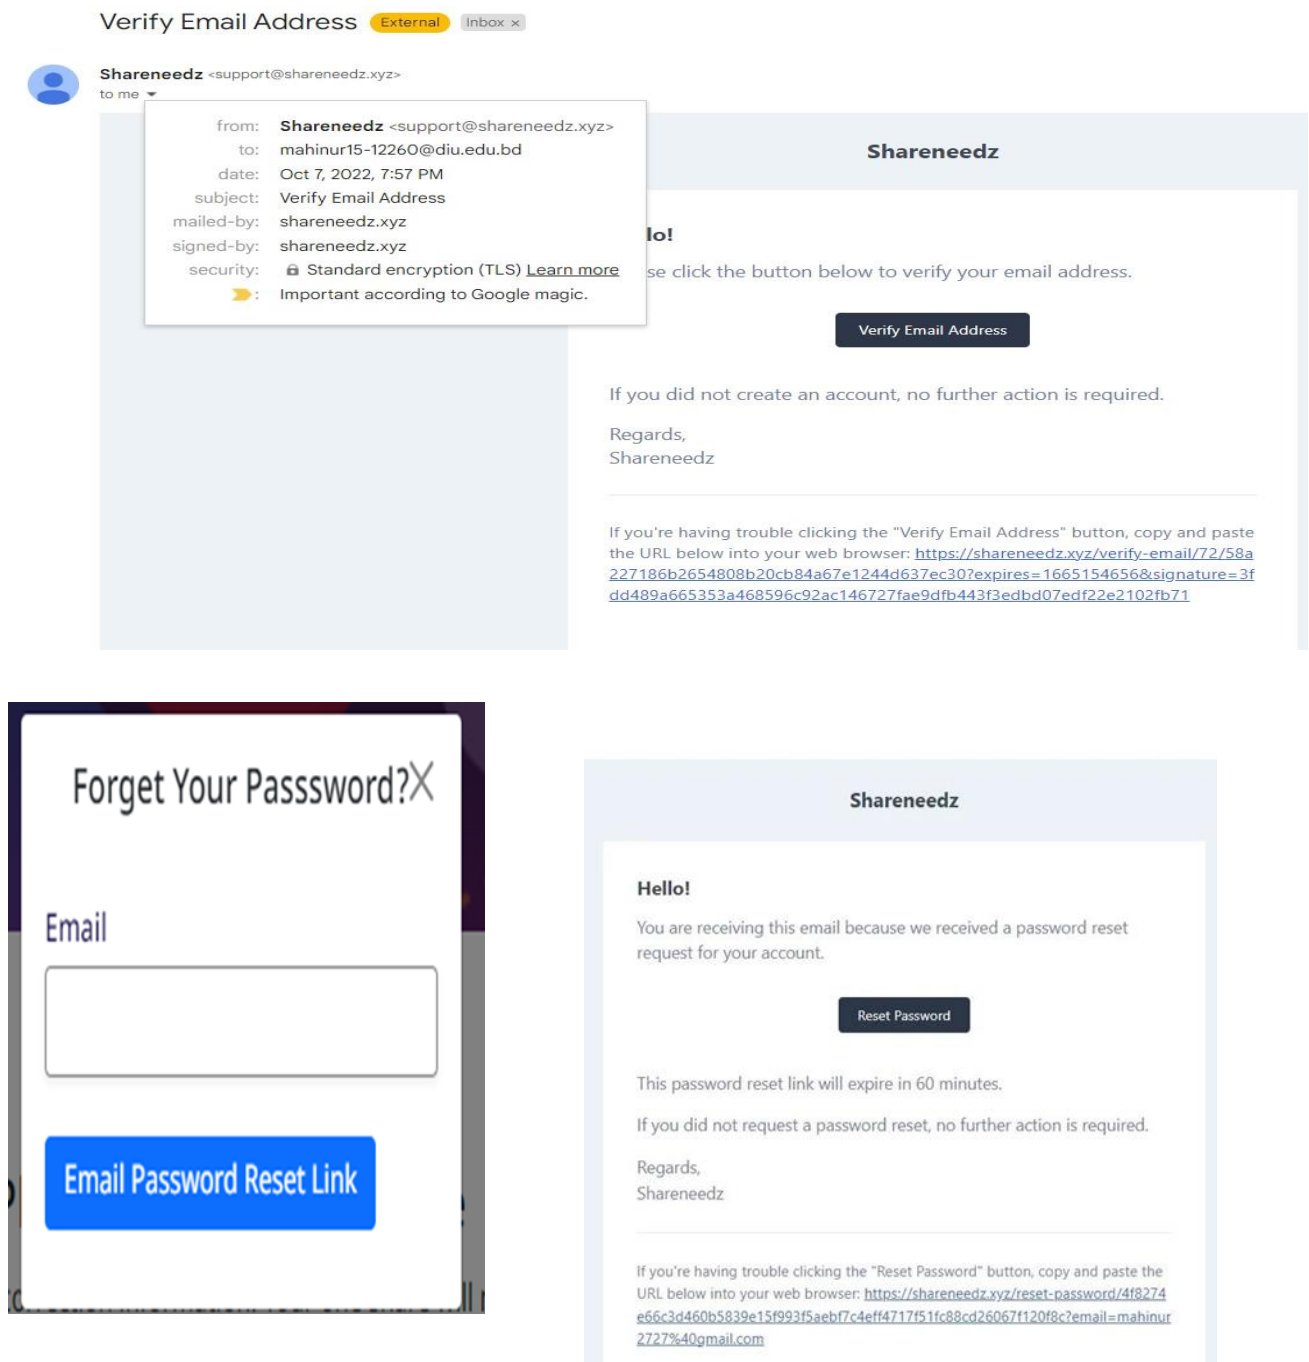 Verify Email Address External Inbox ×
Shareneedz <support@shareneedz.xyz>
to me
from: Shareneedz <support@shareneedz.xyz>
to: mahinur15-12260@diu.edu.bd
date: Oct 7, 2022, 7:57 PM
subject: Verify Email Address
mailed-by: shareneedz.xyz
signed-by: shareneedz.xyz
security: Standard encryption (TLS) Learn more
: Important according to Google magic.
Shareneedz
lo!
se click the button below to verify your email address.
Verify Email Address
If you did not create an account, no further action is required.
Regards,
Shareneedz
If you're having trouble clicking the "Verify Email Address" button, copy and paste
the URL below into your web browser: https://shareneedz.xyz/verify-email/72/58a
227186b2654808b20cb84a67e1244d637ec30?expires=1665154656&signature=3f
dd489a665353a468596c92ac146727fae9dfb443f3edbd07edf22e2102fb71
Forget Your Passsword?X
Email
Email Password Reset Link
Shareneedz
Hello!
You are receiving this email because we received a password reset
request for your account.
Reset Password
This password reset link will expire in 60 minutes.
If you did not request a password reset, no further action is required.
Regards,
Shareneedz
If you're having trouble clicking the "Reset Password" button, copy and paste the
URL below into your web browser: https://shareneedz.xyz/reset-password/4f8274
e66c3d460b5839e15f993f5aebf7c4eff4717f51fc88cd26067f120f8c?email=mahinur
2727%40gmail.com